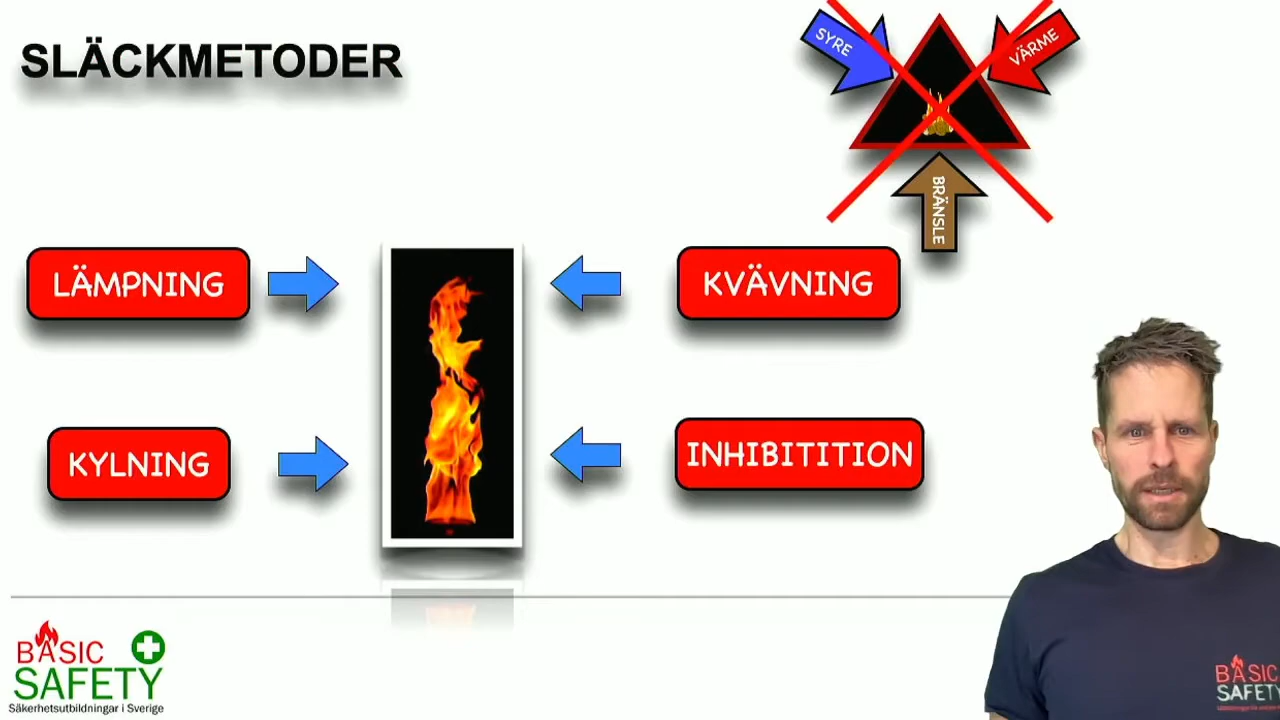 SLÄCKMETODER
SYRE
VÄRME
BRÄNSLE
LÄMPNING
KVÄVNING
KYLNING
INHIBITITION
BASIC
SAFETY
Säkerhetsutbildningar i Sverige
BASIC
SAFETY